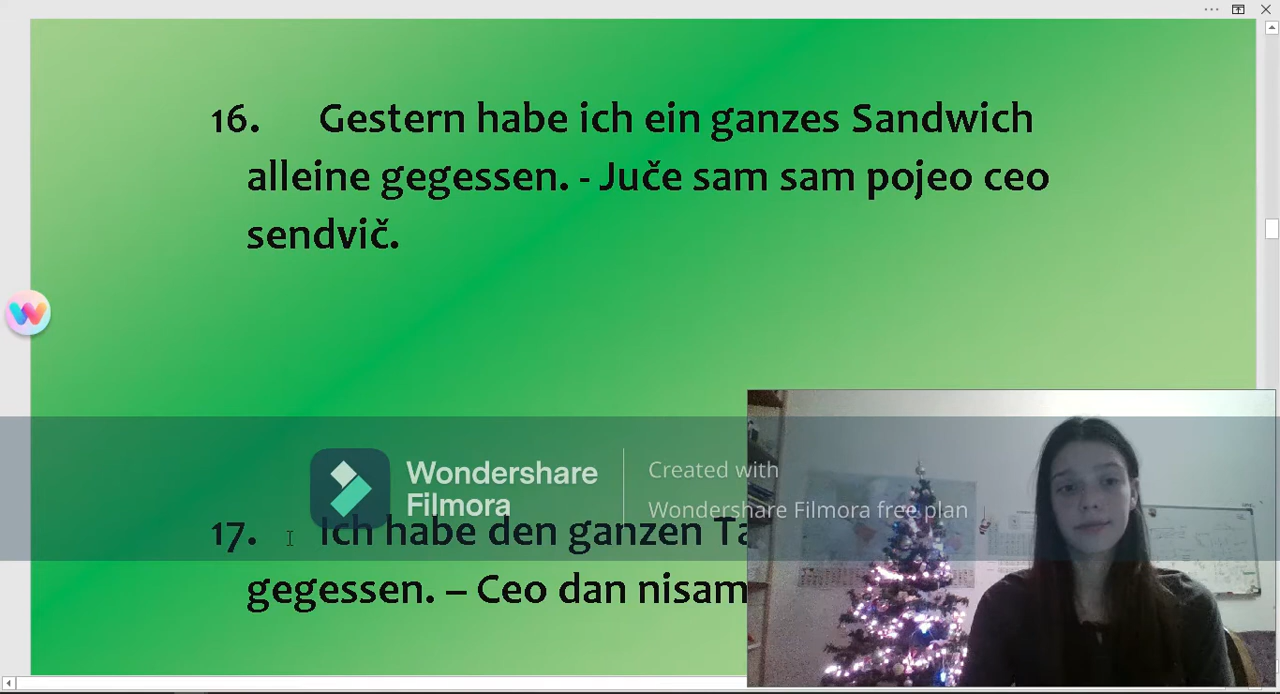 16. Gestern habe ich ein ganzes Sandwich
alleine gegessen. - Juče sam sam pojeo ceo
sendvič.
Wondershare
Filmora
Created with
Wondershare Filmora free plan
17. Ich habe den ganzen
gegessen. – Ceo dan nisam